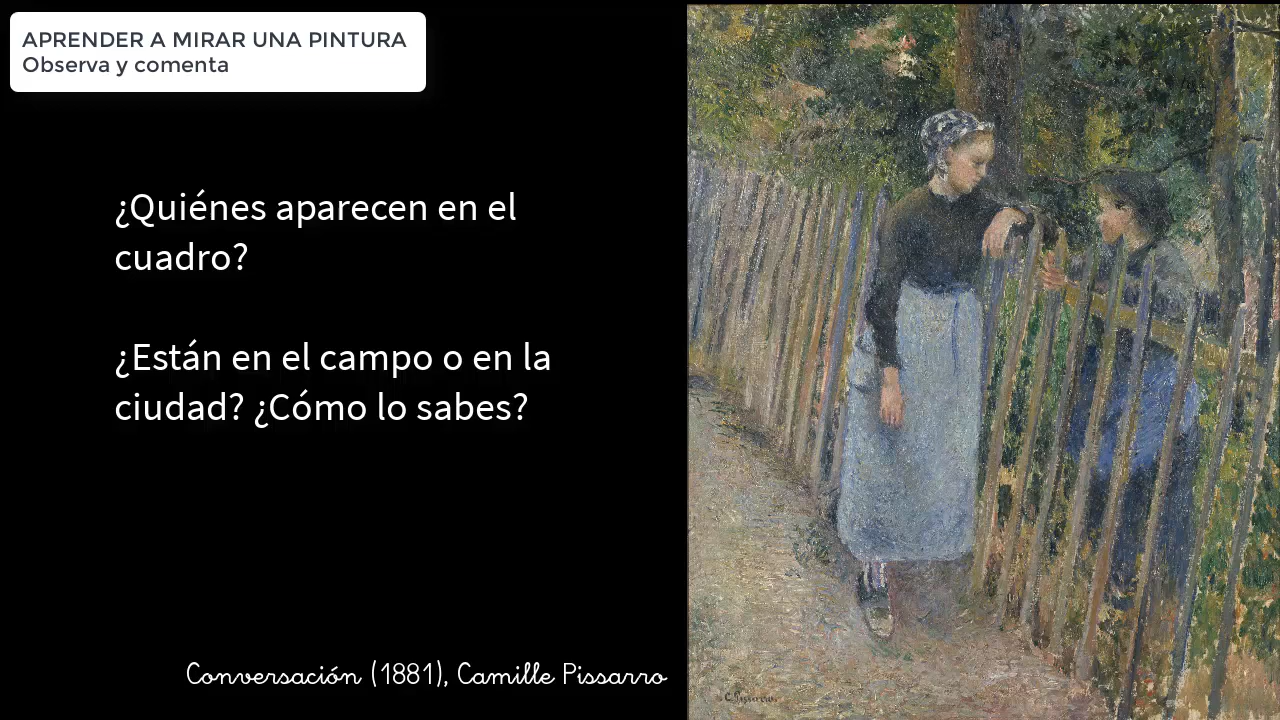 APRENDER A MIRAR UNA PINTURA
Observa y comenta
¿Quiénes aparecen en el
cuadro?
¿Están en el campo o en la
ciudad? ¿Cómo lo sabes?
Conversación (1881), Camille Pissarro
C. Pissarro